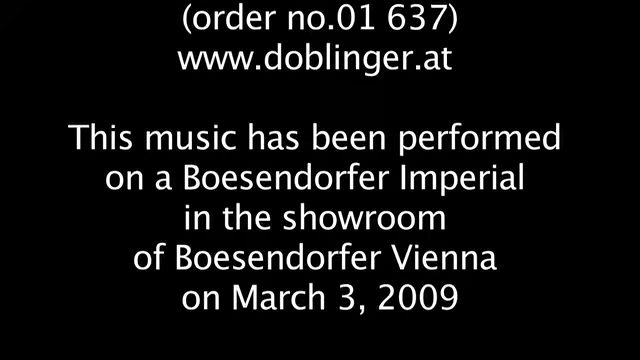 (order no.01 637)
www.doblinger.at
This music has been performed
on a Boesendorfer Imperial
in the showroom
of Boesendorfer Vienna
on March 3, 2009